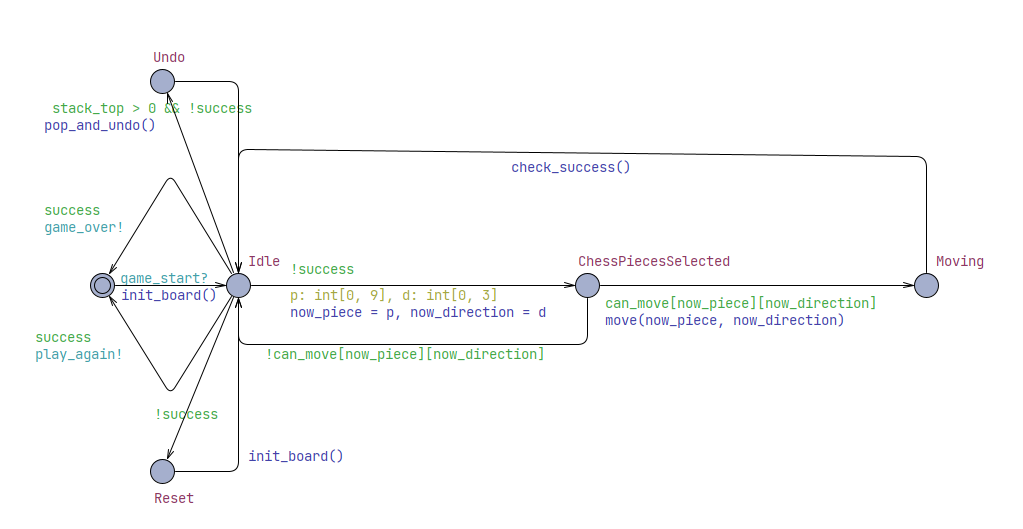 Undo
stack_top > 0 && !success
pop_and_undo()
check_success()
success
game_over!
Idle
ChessPiecesSelected
Moving
game_start?
init_board()
!success
p: int[0, 9], d: int[0, 3]
now_piece = p, now_direction = d
can_move[now_piece][now_direction]
move(now_piece, now_direction)
success
play_again!
!can_move[now_piece][now_direction]
!success
init_board()
Reset